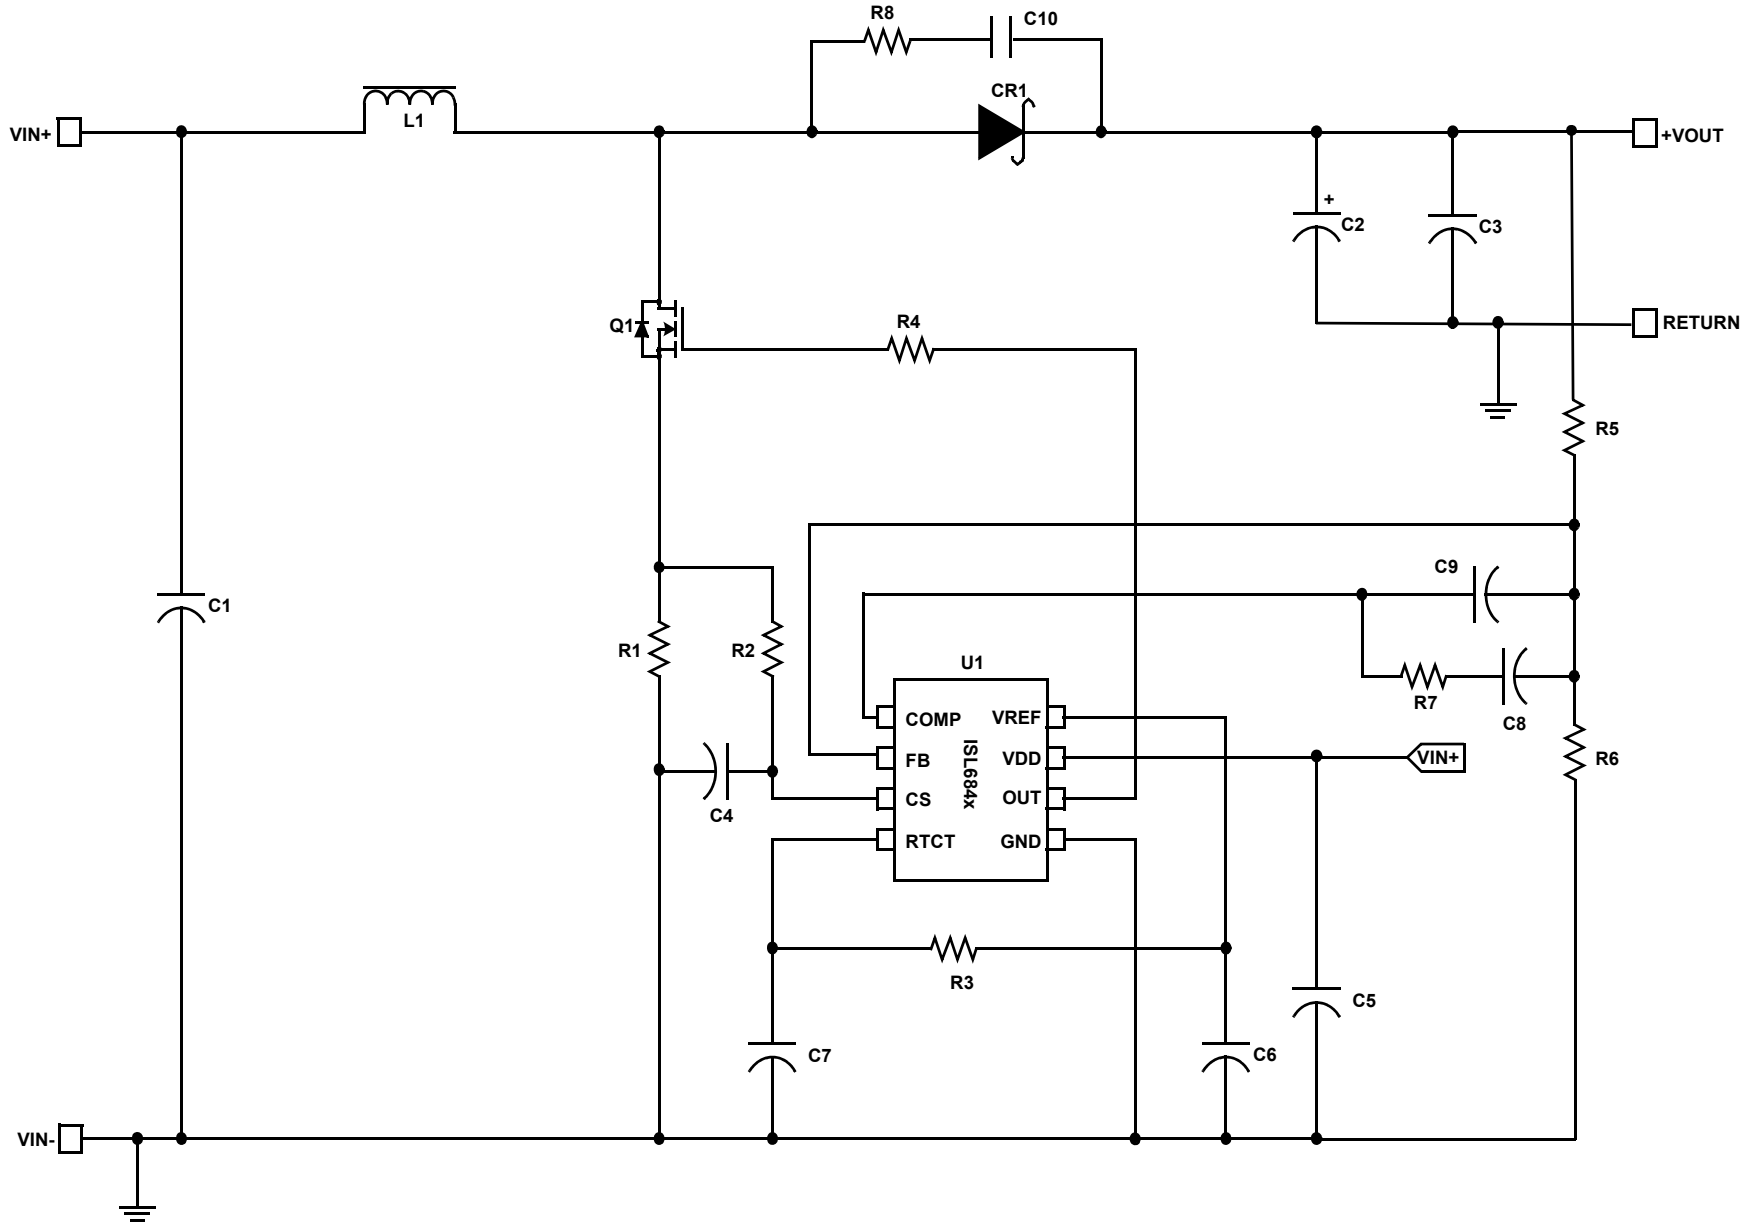 R8
C10
CR1
L1
VIN+
+VOUT
+
C2
C3
Q1
R4
RETURN
R5
C9
C1
R1
R2
U1
R7
C8
COMP
VREF
FB
VDD
VIN+
R6
CS
OUT
C4
RTCT
GND
ISL684x
R3
C5
C7
C6
VIN-